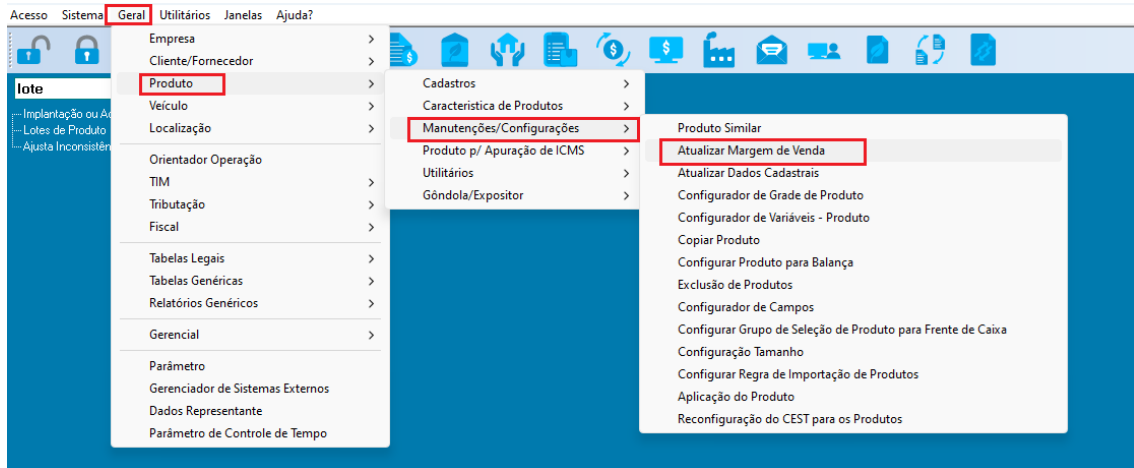 Acesso Sistema Geral Utilitários Janelas Ajuda?
lote
Implantação ou
Lotes de Produto
Ajusta
Empresa
Cliente/Fornecedor
Produto
Veículo
Localização
Orientador Operação
TIM
Tributação
Fiscal
Tabelas Legais
Tabelas Genéricas
Relatórios Genéricos
Gerencial
Parâmetro
Gerenciador de Sistemas Externos
Dados Representante
Parâmetro de Controle de Tempo
Cadastros
Caracteristica de Produtos
Manutenções/Configurações
Produto p/ Apuração de ICMS
Utilitários
Gôndola/Expositor
Produto Similar
Atualizar Margem de Venda
Atualizar Dados Cadastrais
Configurador de Grade de Produto
Configurador de Variáveis - Produto
Copiar Produto
Configurar Produto para Balança
Exclusão de Produtos
Configurador de Campos
Configurar Grupo de Seleção de Produto para Frente de Caixa
Configuração Tamanho
Configurar Regra de Importação de Produtos
Aplicação do Produto
Reconfiguração do CEST para os Produtos